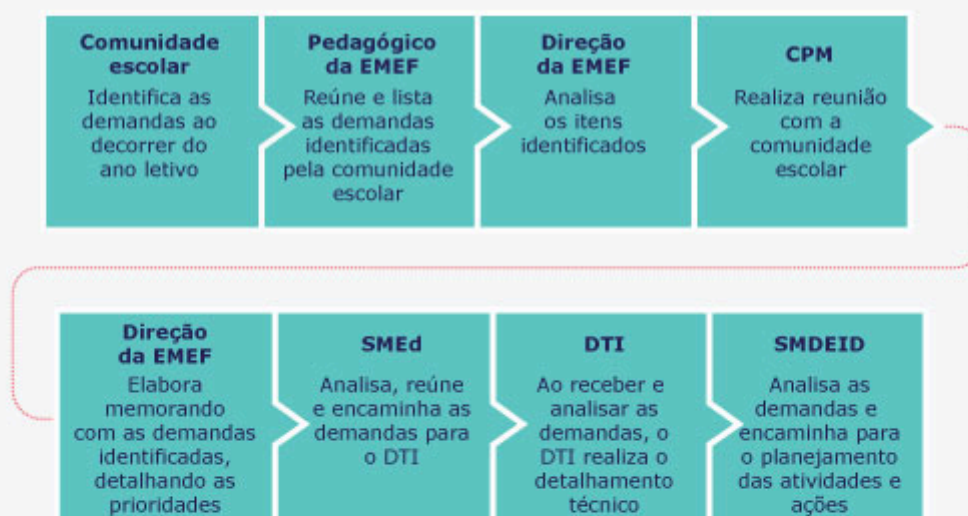 Comunidade
escolar
Identifica as
demandas ao
decorrer do
ano letivo
Pedagógico
da EMEF
Reúne e lista
as demandas
identificadas
pela comunidade
escolar
Direção
da EMEF
Analisa
os itens
identificados
CPM
Realiza reunião
com a
comunidade
escolar
Direção
da EMEF
Elabora
memorando
com as demandas
identificadas,
detalhando as
prioridades
SMEd
Analisa, reúne
e encaminha as
demandas para
o DTI
DTI
Ao receber e
analisar as
demandas, o
DTI realiza o
detalhamento
técnico
SMDEID
Analisa as
demandas e
encaminha para
o planejamento
das atividades e
ações